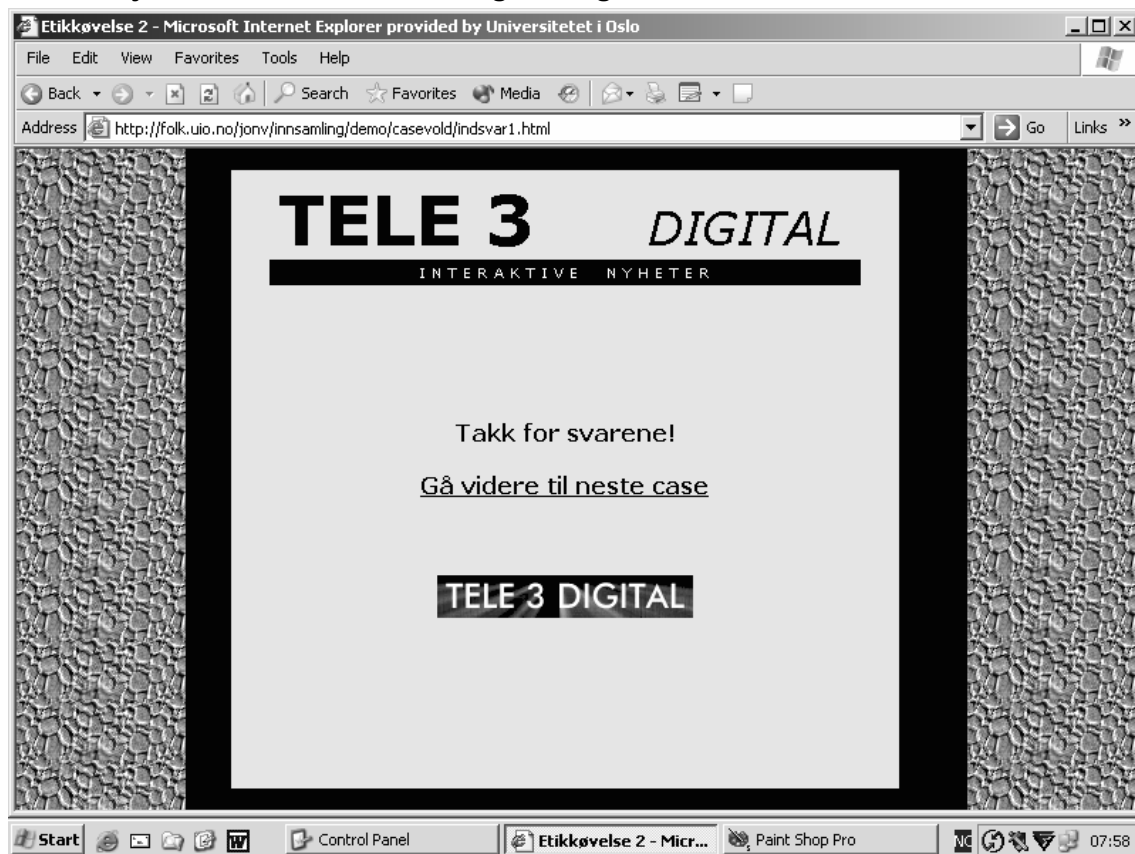 Etikkøvelse 2 - Microsoft Internet Explorer provided by Universitetet i Oslo
File Edit View Favorites Tools Help
Back Search Favorites Media
Address http://folk.uio.no/jonv/innsamling/demo/casevold/indsvar1.html Go Links »
TELE 3 DIGITAL
INTERAKTIVE NYHETER
Takk for svarene!
Gå videre til neste case
TELE 3 DIGITAL
Start Control Panel Etikkøvelse 2 - Micr... Paint Shop Pro 07:58